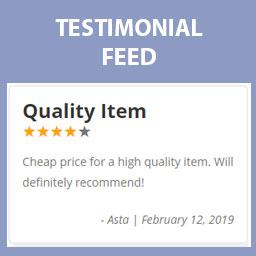 TESTIMONIAL
FEED
Quality Item
★★★★★
Cheap price for a high quality item. Will
definitely recommend!
- Asta | February 12, 2019